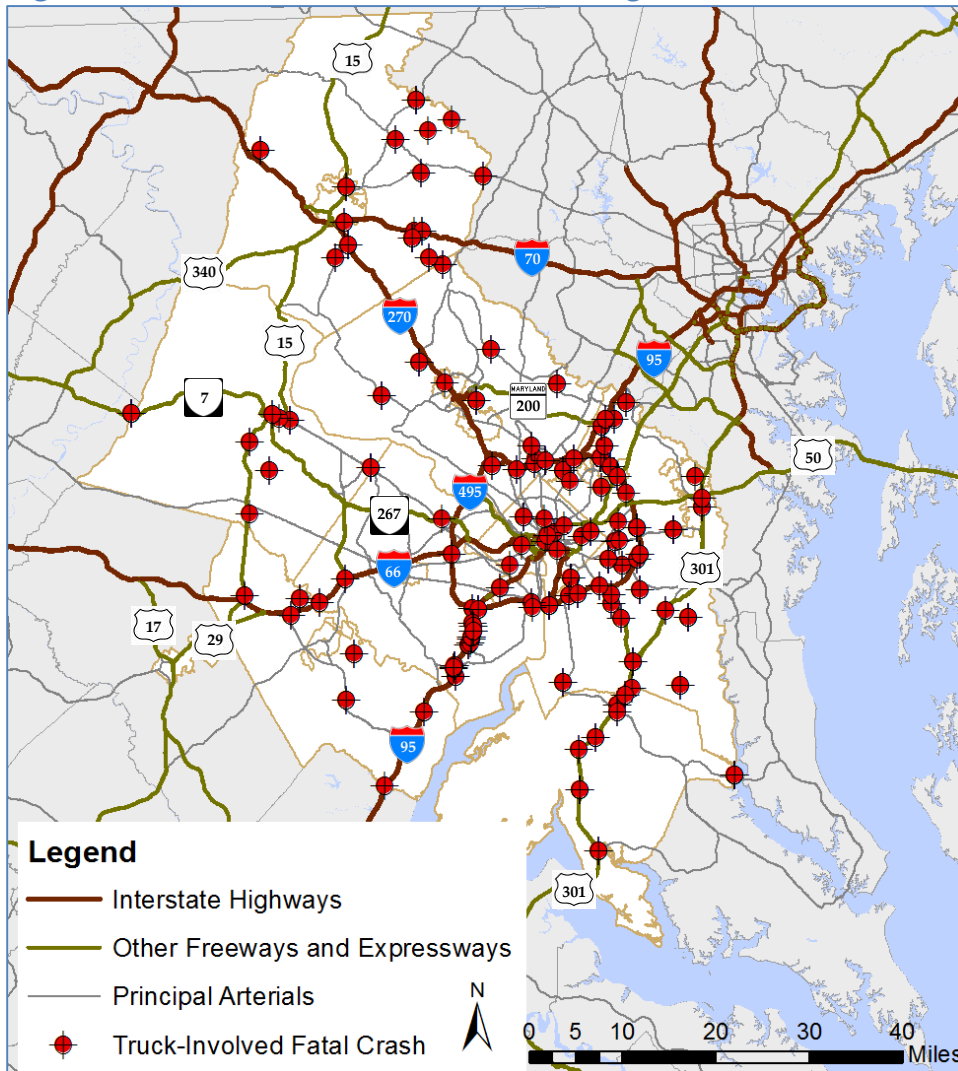 15
340
70
270
15
95
7
MARYLAND
200
50
495
267
301
66
17
29
95
301
Legend
Interstate Highways
Other Freeways and Expressways
Principal Arterials
Truck-Involved Fatal Crash
N
0 5 10 20 30 40
Miles